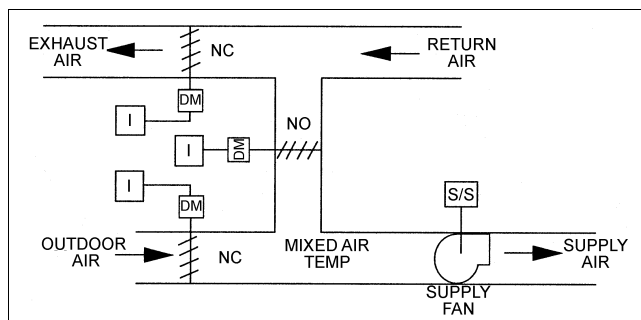 EXHAUST
AIR
NC
RETURN
AIR
DM
I
NO
I
DM
I
DM
S/S
OUTDOOR
AIR
NC
MIXED AIR
TEMP
SUPPLY
AIR
SUPPLY
FAN